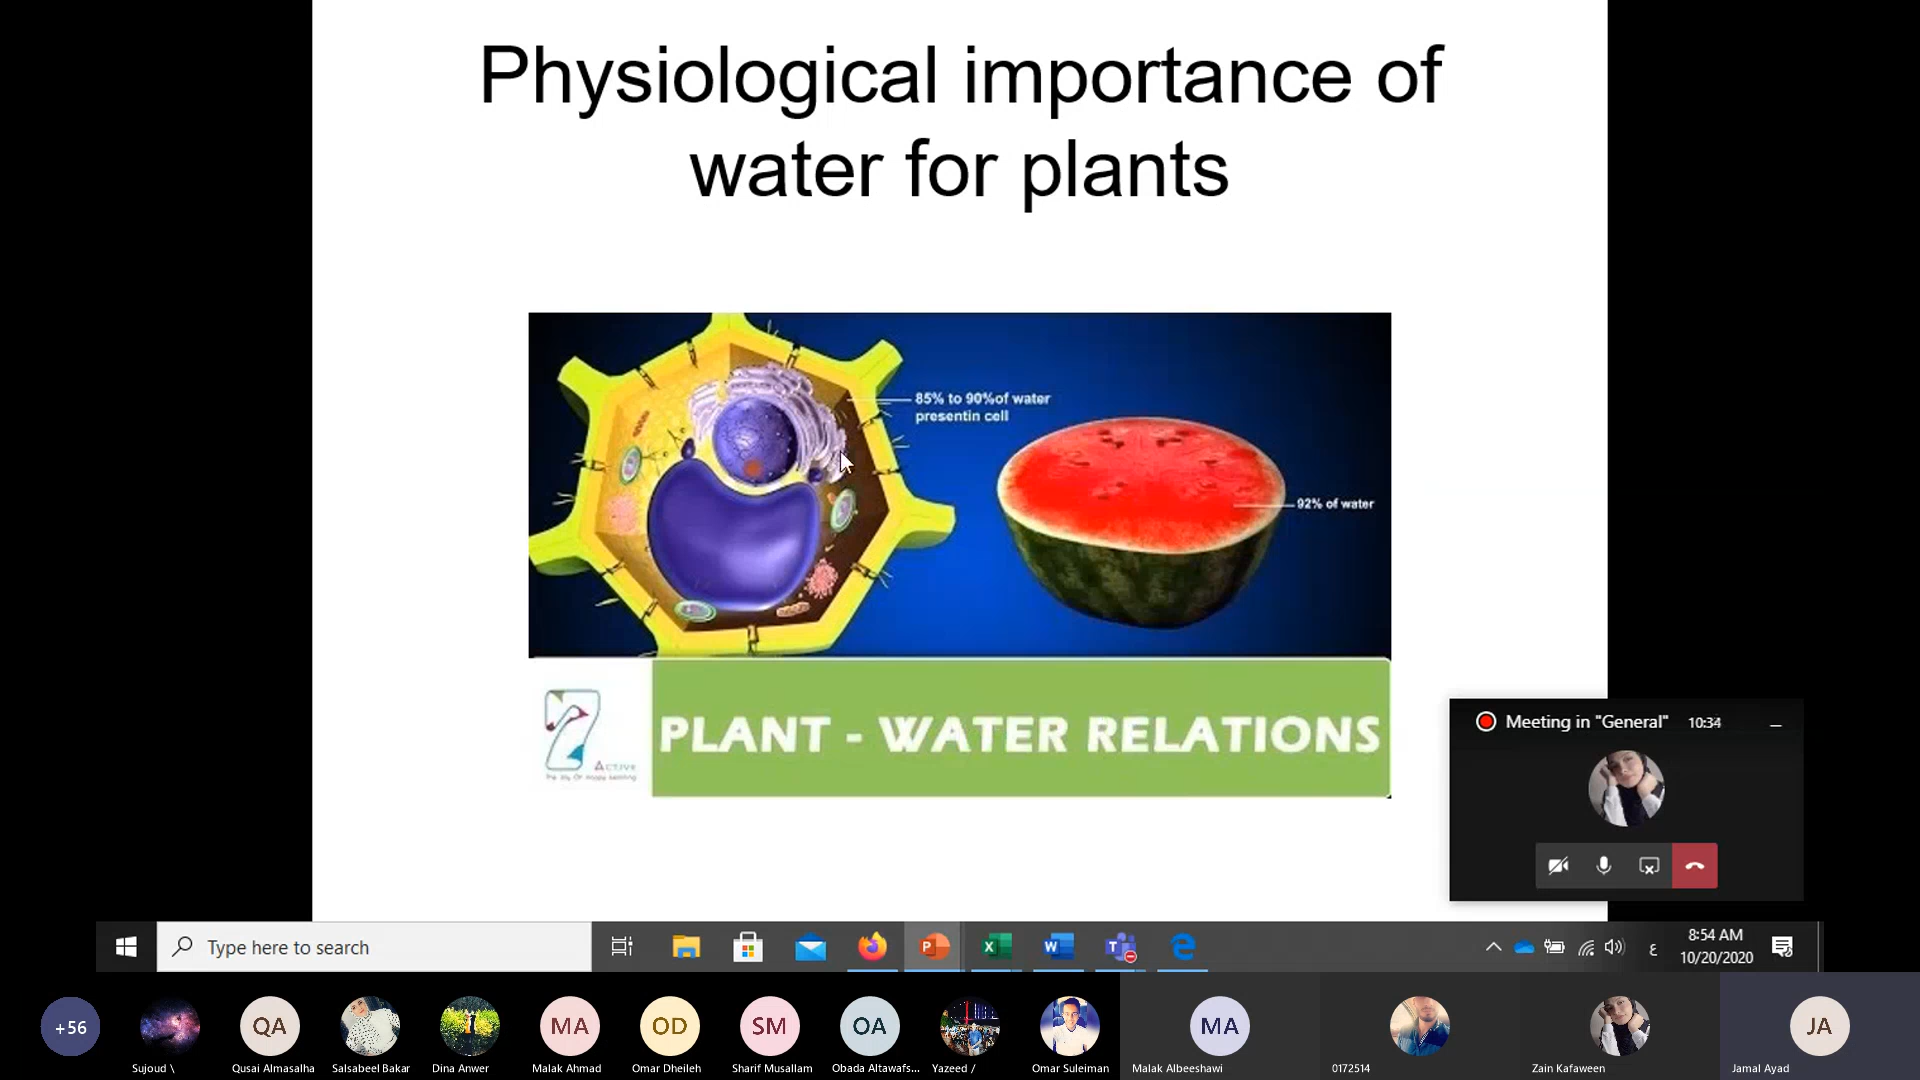 Physiological importance of
water for plants
85% to 90%of water
presentin cell
92% of water
ACTIVE
PLANT - WATER RELATIONS
Meeting in "General"
10:34
Type here to search
ع
8:54 AM
10/20/2020
+56
QA
MA
OD
SM
OA
MA
JA
Sujoud \
Qusai Almasalha
Salsabeel Bakar
Dina Anwer
Malak Ahmad
Omar Dheileh
Sharif Musallam
Obada Altawafs...
Yazeed /
Omar Suleiman
Malak Albeeshawi
0172514
Zain Kafaween
Jamal Ayad